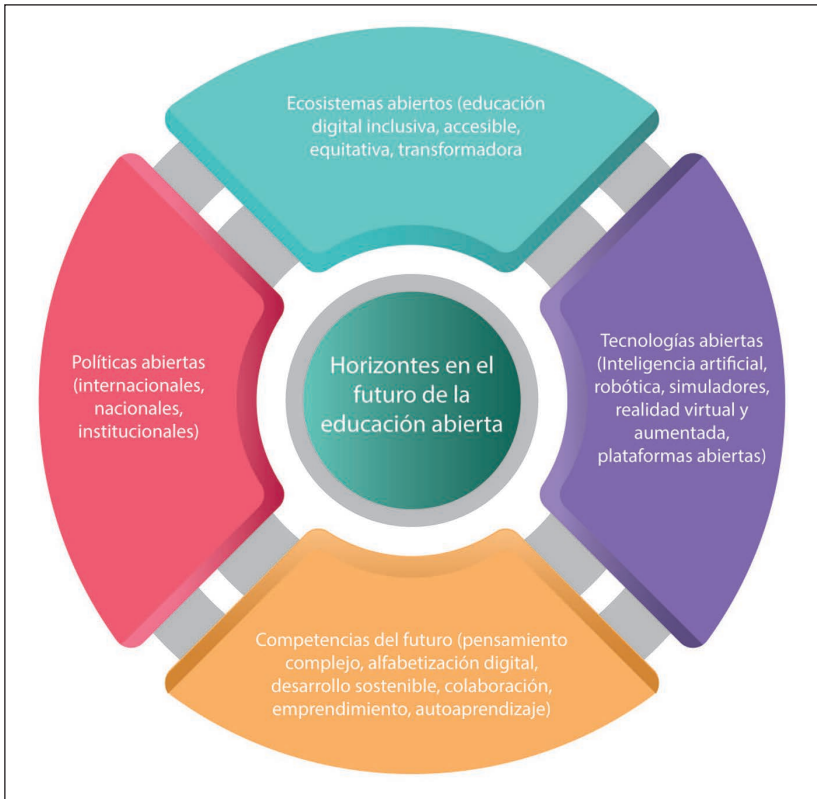 Ecosistemas abiertos (educación
digital inclusiva, accesible,
equitativa, transformadora
Políticas abiertas
(internacionales,
nacionales,
institucionales)
Horizontes en el
futuro de la
educación abierta
Tecnologías abiertas
(Inteligencia artificial,
robótica, simuladores,
realidad virtual y
aumentada,
plataformas abiertas)
Competencias del futuro (pensamiento
complejo, alfabetización digital,
desarrollo sostenible, colaboración,
emprendimiento, autoaprendizaje)